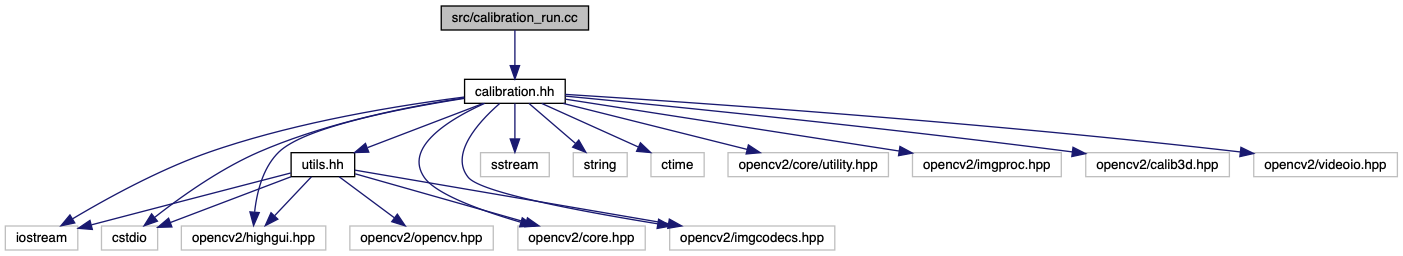 src/calibration_run.cc
calibration.hh
utils.hh
sstream
string
ctime
opencv2/core/utility.hpp
opencv2/imgproc.hpp
opencv2/calib3d.hpp
opencv2/videoio.hpp
iostream
cstdio
opencv2/highgui.hpp
opencv2/opencv.hpp
opencv2/core.hpp
opencv2/imgcodecs.hpp